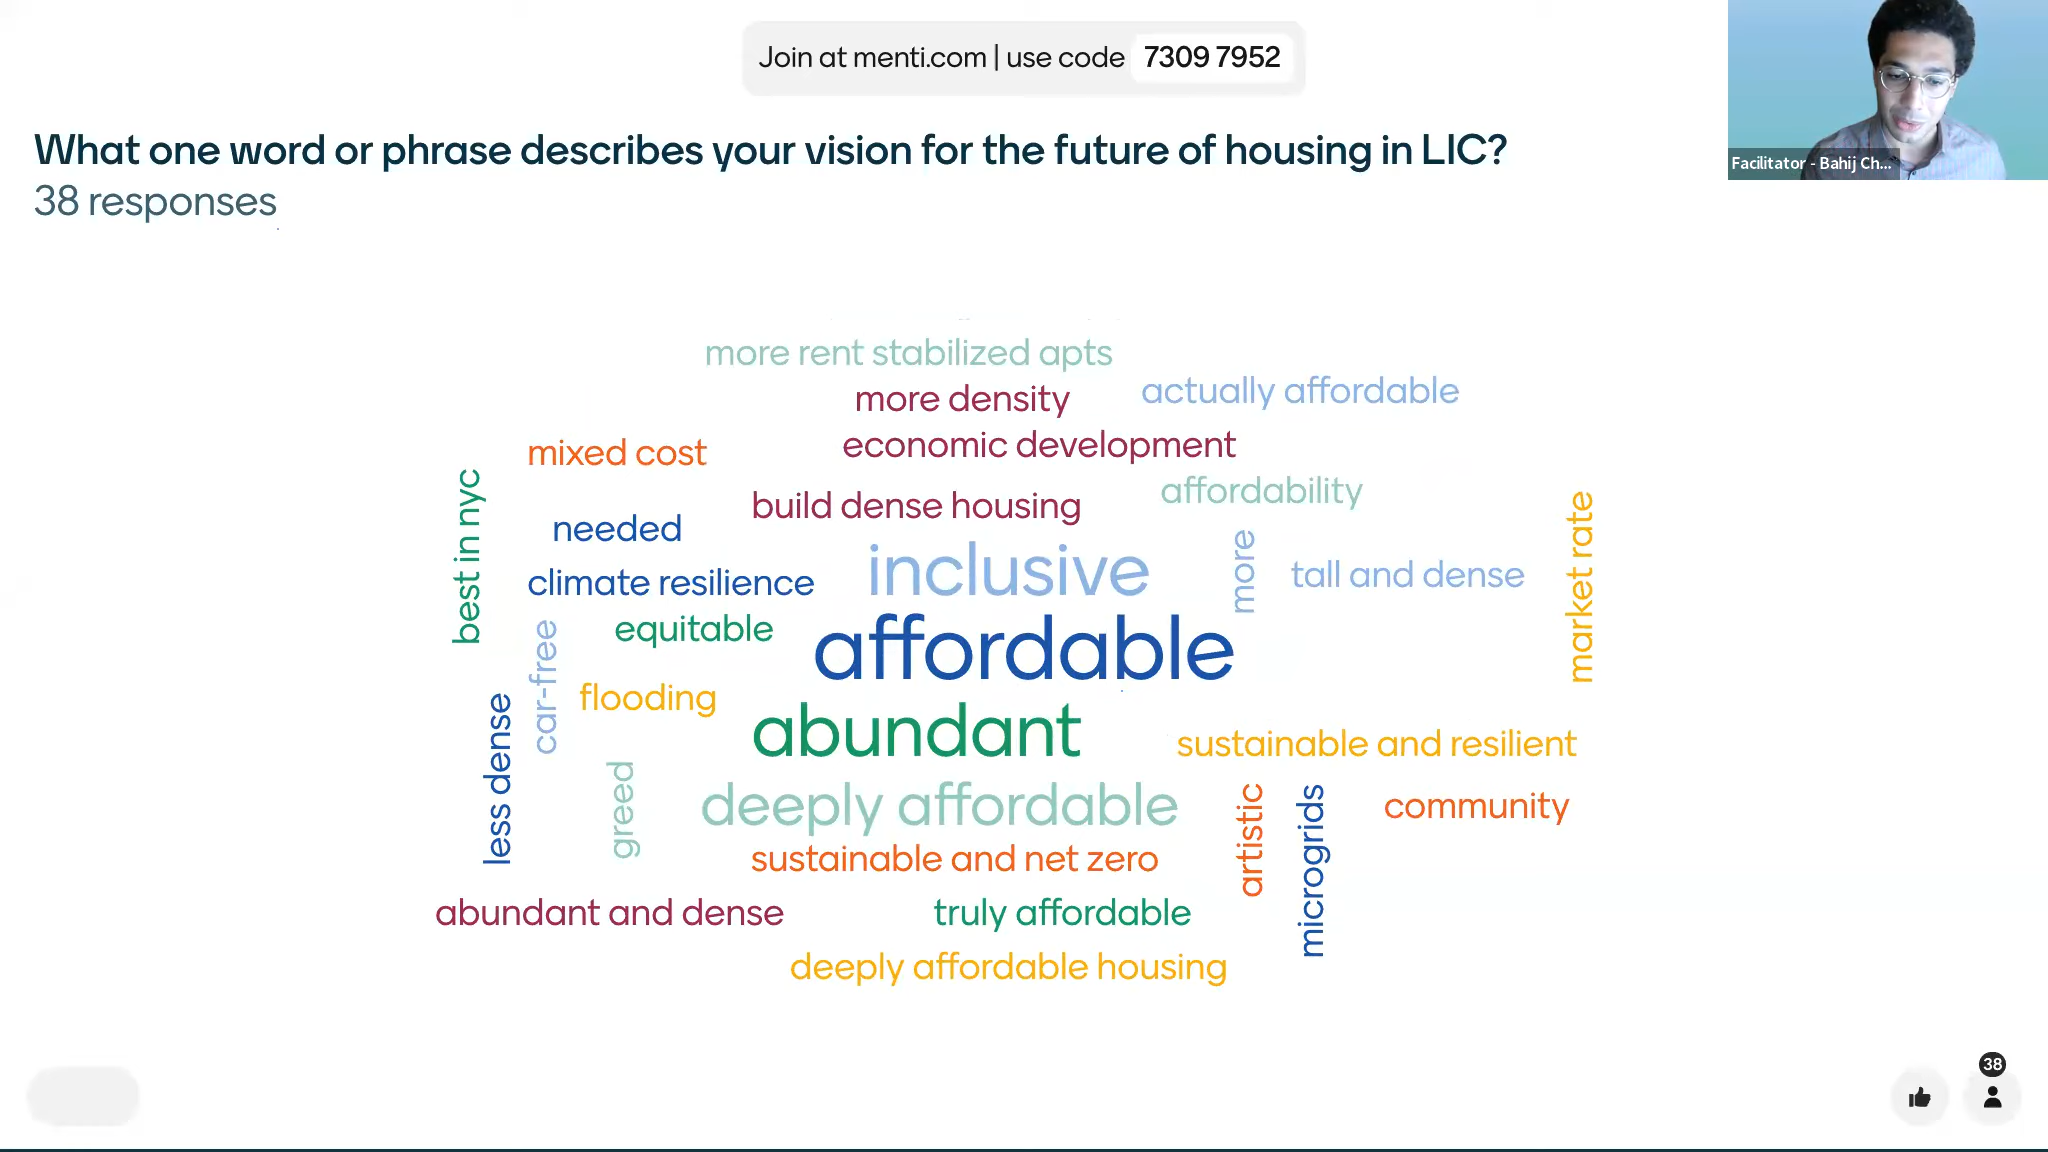 Join at menti.com | use code 7309 7952
Facilitator - Bahij Ch...
What one word or phrase describes your vision for the future of housing in LIC?
38 responses
more rent stabilized apts
actually affordable
more density
economic development
mixed cost
best in nyc
affordability
market rate
build dense housing
needed
more
inclusive
tall and dense
climate resilience
equitable
car-free
affordable
flooding
less dense
abundant
sustainable and resilient
greed
deeply affordable
artistic
microgrids
community
sustainable and net zero
abundant and dense
truly affordable
deeply affordable housing
38